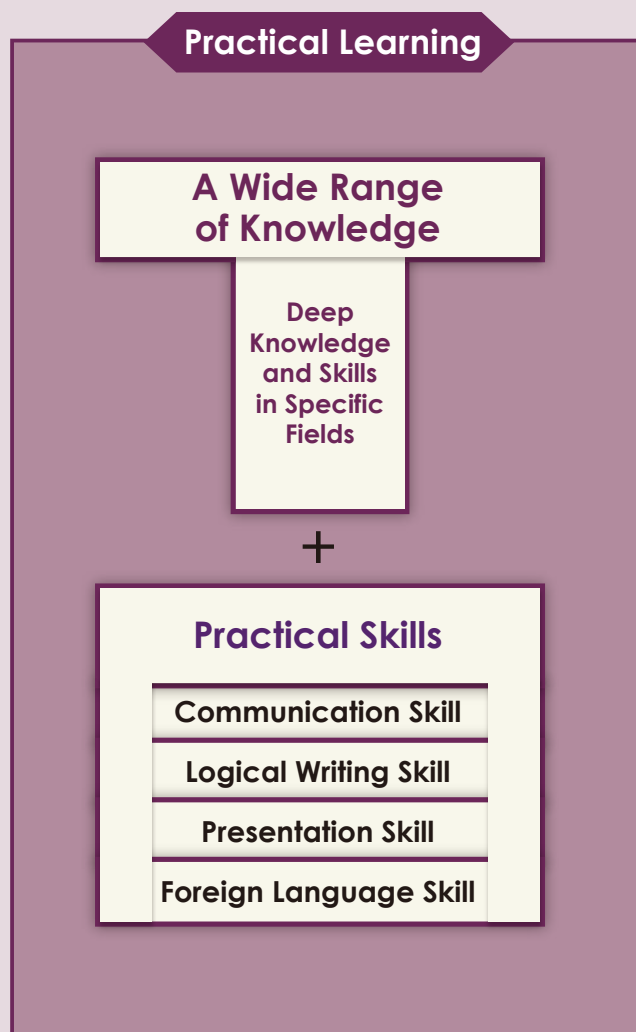 Practical Learning
A Wide Range
of Knowledge
Deep
Knowledge
and Skills
in Specific
Fields
+
Practical Skills
Communication Skill
Logical Writing Skill
Presentation Skill
Foreign Language Skill